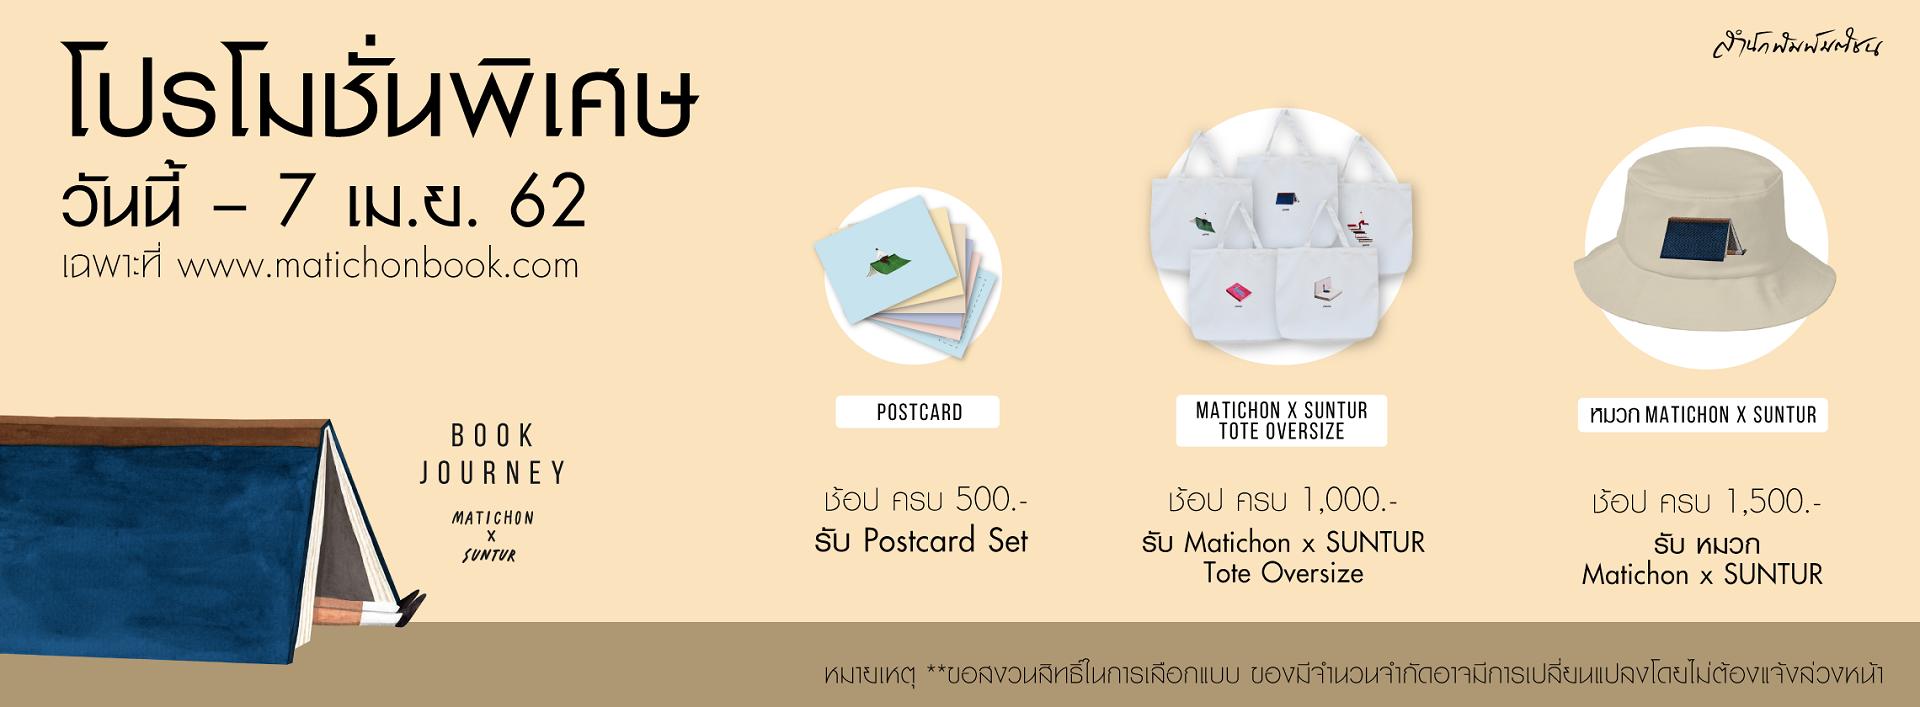 โปรโมชั่นพิเศษ
วันนี้ – 7 เม.ย. 62
เฉพาะที่ www.matichonbook.com
สำนักพิมพ์มติชน
BOOK
JOURNEY
MATICHON
X
SUNTUR
POSTCARD
ช้อป ครบ 500.-
รับ Postcard Set
MATICHON X SUNTUR
TOTE OVERSIZE
ช้อป ครบ 1,000.-
รับ Matichon x SUNTUR
Tote Oversize
หมวก MATICHON X SUNTUR
ช้อป ครบ 1,500.-
รับ หมวก
Matichon x SUNTUR
หมายเหตุ **ขอสงวนสิทธิ์ในการเลือกแบบ ของมีจำนวนจำกัดอาจมีการเปลี่ยนแปลงโดยไม่ต้องแจ้งล่วงหน้า